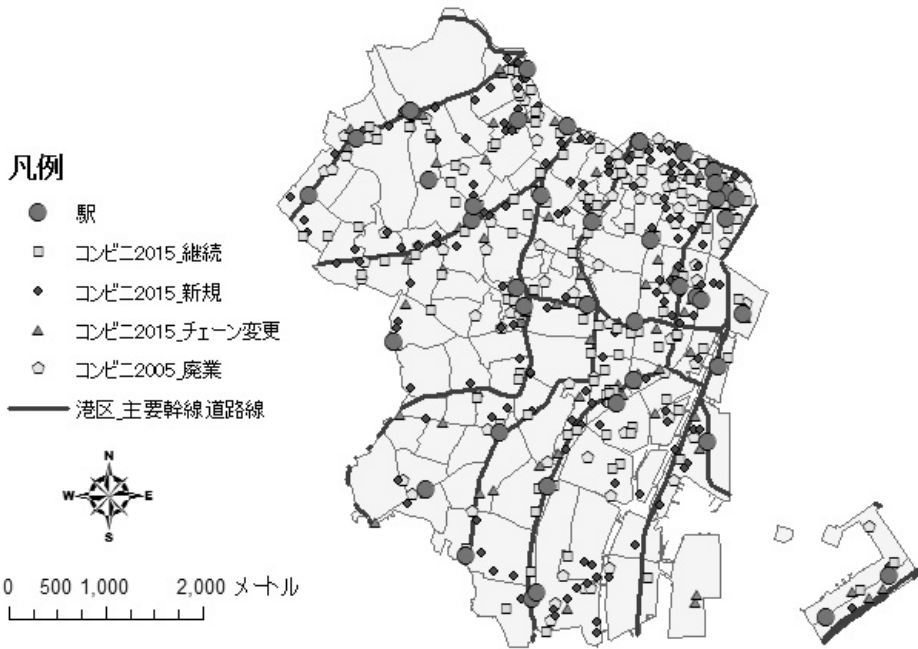 凡例
駅
コンビニ2015_継続
コンビニ2015_新規
コンビニ2015_チェーン変更
コンビニ2005_廃業
港区_主要幹線道路線
N
W E
S
0 500 1,000 2,000 メートル